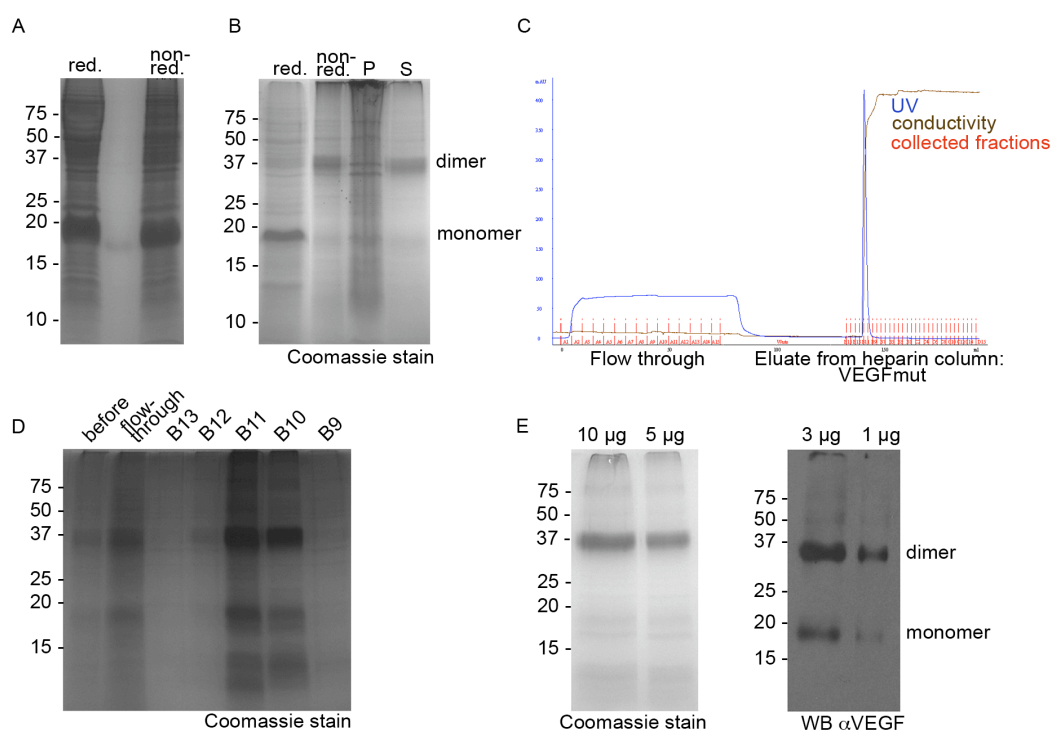 A
red.
non-
red.
75 -
50 -
37 -
25 -
20 -
15 -
10 -
B
red.
non-
red.
P
S
75 -
50 -
37 -
25 -
20 -
15 -
10 -
dimer
monomer
Coomassie stain
C
UV
conductivity
collected fractions
Flow through
Eluate from heparin column:
VEGFmut
D
before
flow-
through
B13
B12
B11
B10
B9
75 -
50 -
37 -
25 -
20 -
15 -
Coomassie stain
E
10 µg
5 µg
75 -
50 -
37 -
25 -
20 -
15 -
Coomassie stain
3 µg
1 µg
75 -
50 -
37 -
25 -
20 -
15 -
dimer
monomer
WB αVEGF